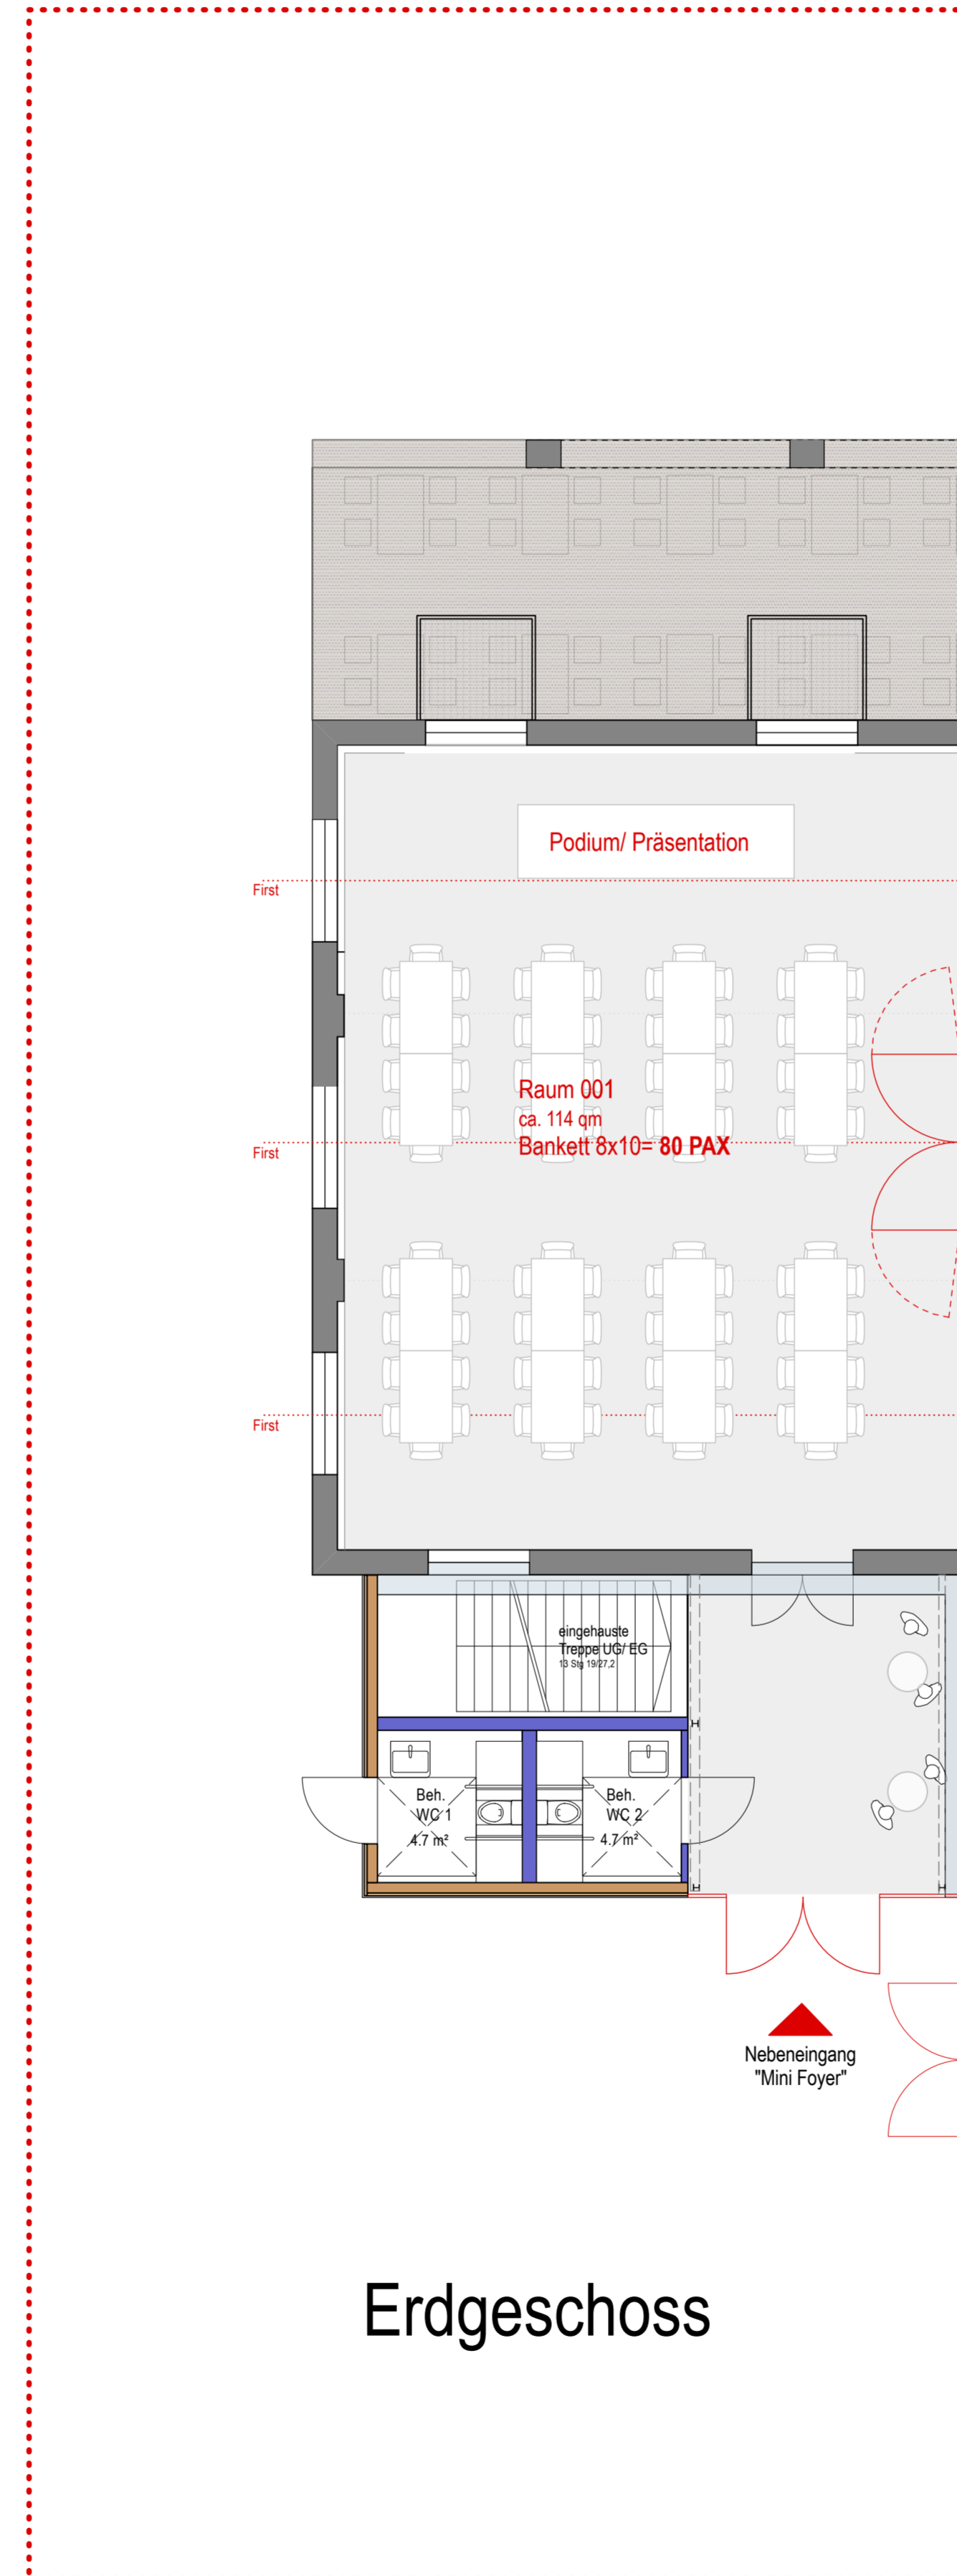 Podium/ Präsentation
First
Raum 001
ca. 114 qm
Bankett 8x10= 80 PAX
First
First
eingehauste
Treppe UG/ EG
13 Stg 19/27,2
Beh.
WC 1
4.7 m²
Beh.
WC 2
4.7 m²
Nebeneingang
"Mini Foyer"
Erdgeschoss